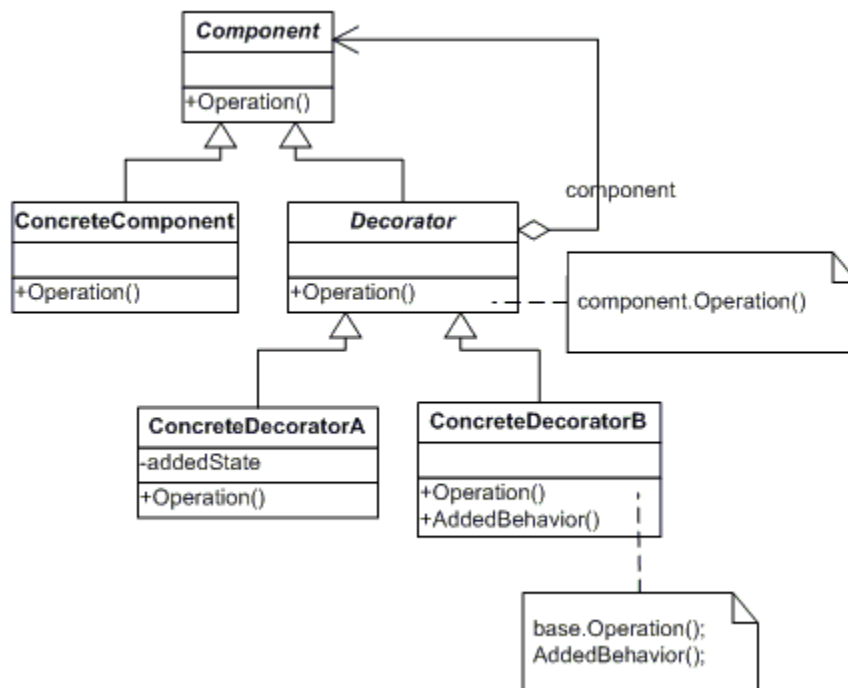 Component
+Operation()
component
ConcreteComponent
+Operation()
Decorator
+Operation()
component.Operation()
ConcreteDecoratorA
-addedState
+Operation()
ConcreteDecoratorB
+Operation()
+AddedBehavior()
base.Operation();
AddedBehavior();